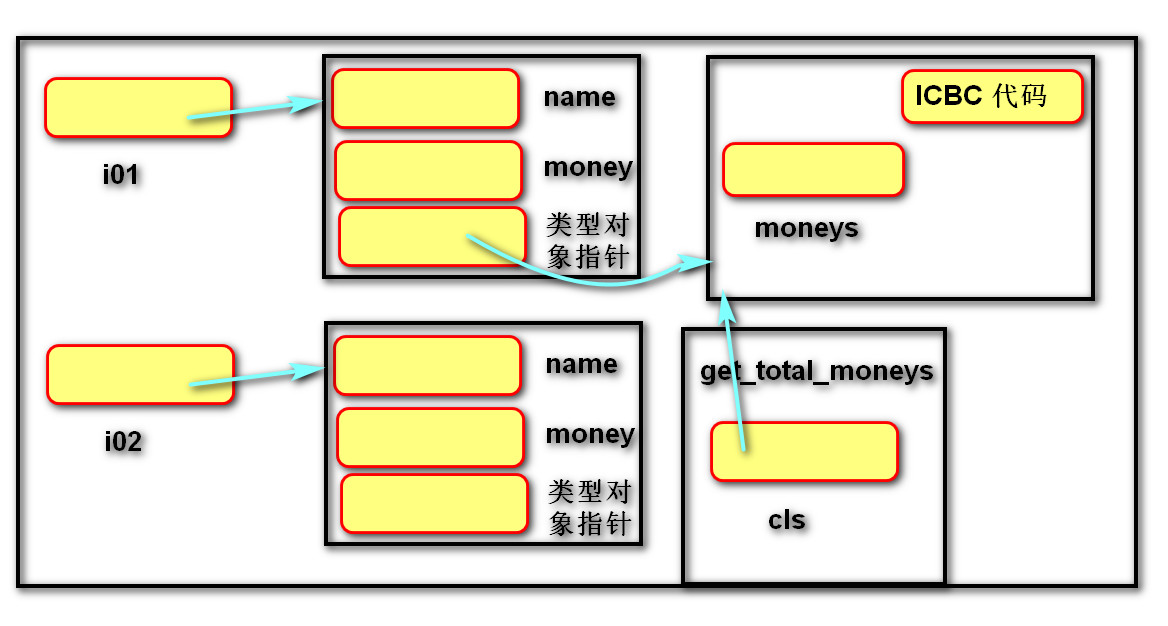 i01
name
money
类型对
象指针
ICBC 代码
moneys
i02
name
money
类型对
象指针
get_total_moneys
cls